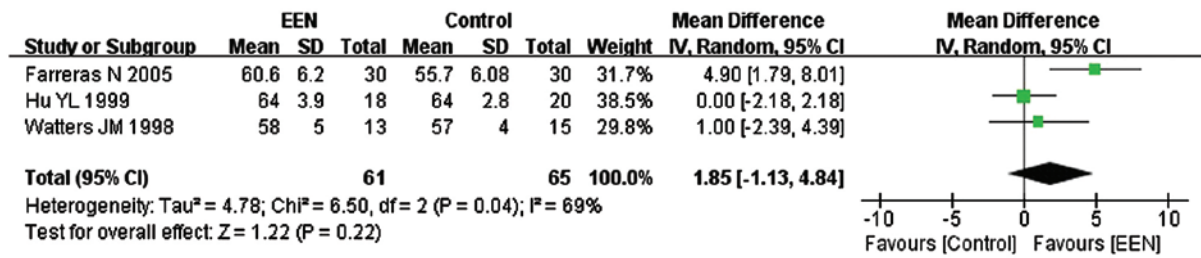 EEN Control Mean Difference Mean Difference
Study or Subgroup Mean SD Total Mean SD Total Weight IV, Random, 95% CI IV, Random, 95% CI
Farreras N 2005 60.6 6.2 30 55.7 6.08 30 31.7% 4.90 [1.79, 8.01]
Hu YL 1999 64 3.9 18 64 2.8 20 38.5% 0.00 [-2.18, 2.18]
Watters JM 1998 58 5 13 57 4 15 29.8% 1.00 [-2.39, 4.39]
Total (95% CI) 61 65 100.0% 1.85 [-1.13, 4.84]
Heterogeneity: Tau² = 4.78; Chi² = 6.50, df = 2 (P = 0.04); I² = 69%
Test for overall effect: Z = 1.22 (P = 0.22)
-10 -5 0 5 10
Favours [Control] Favours [EEN]